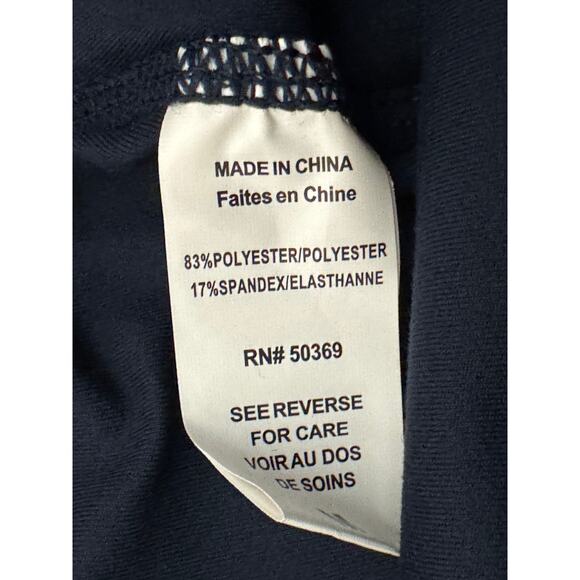 MADE IN CHINA
Faites en Chine
83%POLYESTER/POLYESTER
17%SPANDEX/ELASTHANNE
RN# 50369
SEE REVERSE
FOR CARE
VOIR AU DOS
DE SOINS